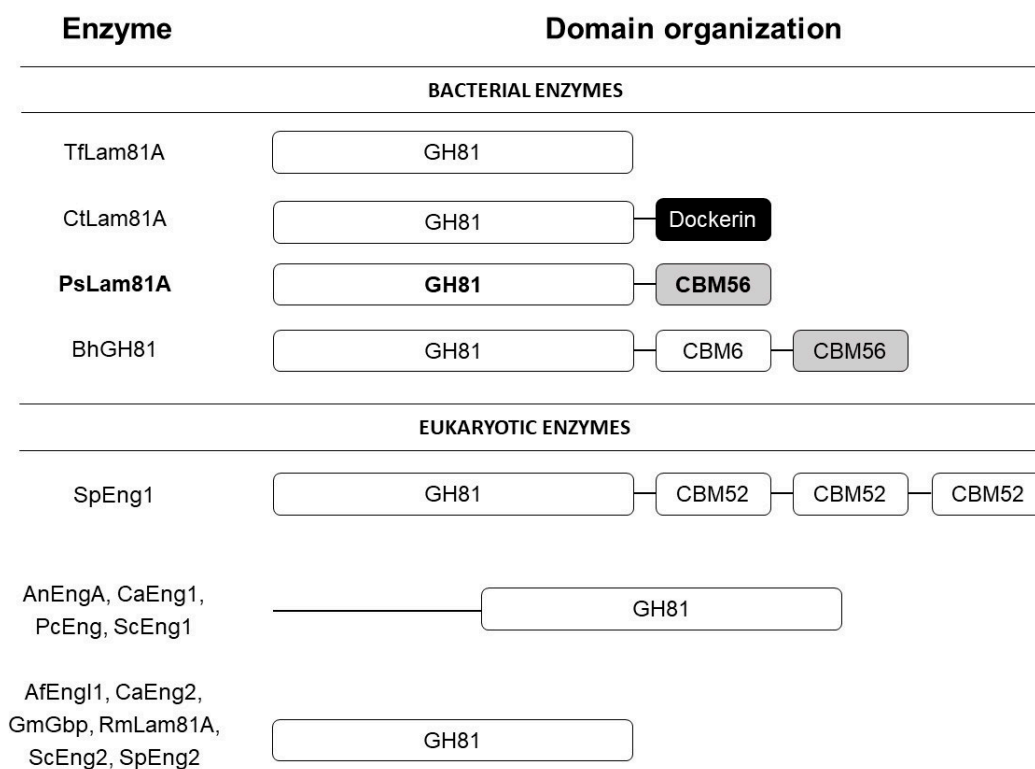 Enzyme Domain organization
BACTERIAL ENZYMES
TfLam81A GH81
CtLam81A GH81 Dockerin
PsLam81A GH81 CBM56
BhGH81 GH81 CBM6 CBM56
EUKARYOTIC ENZYMES
SpEng1 GH81 CBM52 CBM52 CBM52
AnEngA, CaEng1,
PcEng, ScEng1
GH81
AfEngl1, CaEng2,
GmGbp, RmLam81A,
ScEng2, SpEng2
GH81